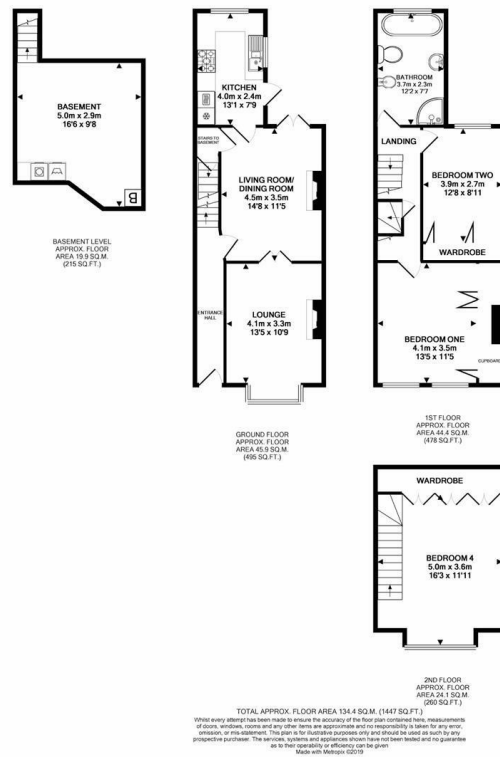 BASEMENT
5.0m x 2.9m
16'6 x 9'8
B
BASEMENT LEVEL
APPROX. FLOOR
AREA 19.9 SQ.M.
(215 SQ.FT.)
KITCHEN
4.0m x 2.4m
13'1 x 7'9
STAIRS TO
BASEMENT
LIVING ROOM/
DINING ROOM
4.5m x 3.5m
14'8 x 11'5
ENTRANCE
HALL
LOUNGE
4.1m x 3.3m
13'5 x 10'9
GROUND FLOOR
APPROX. FLOOR
AREA 45.9 SQ.M.
(495 SQ.FT.)
BATHROOM
3.7m x 2.3m
12'2 x 7'7
LANDING
BEDROOM TWO
3.9m x 2.7m
12'8 x 8'11
WARDROBE
BEDROOM ONE
4.1m x 3.5m
13'5 x 11'5
CUPBOARD
1ST FLOOR
APPROX. FLOOR
AREA 44.4 SQ.M.
(478 SQ.FT.)
WARDROBE
BEDROOM 4
5.0m x 3.6m
16'3 x 11'11
2ND FLOOR
APPROX. FLOOR
AREA 24.1 SQ.M.
(260 SQ.FT.)
TOTAL APPROX. FLOOR AREA 134.4 SQ.M. (1447 SQ.FT.)
Whilst every attempt has been made to ensure the accuracy of the floor plan contained here, measurements
of doors, windows, rooms and any other items are approximate and no responsibility is taken for any error,
omission, or mis-statement. This plan is for illustrative purposes only and should be used as such by any
prospective purchaser. The services, systems and appliances shown have not been tested and no guarantee
as to their operability or efficiency can be given
Made with Metropix ©2019